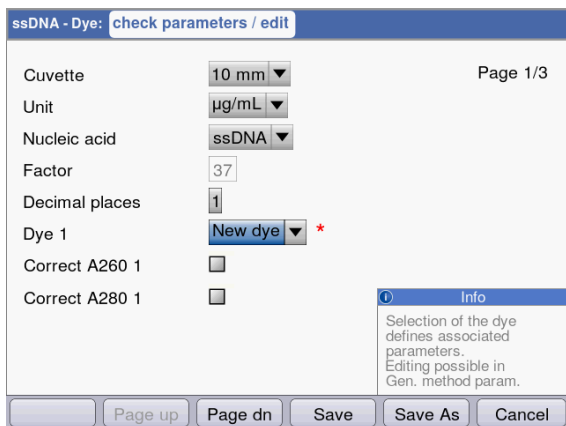 ssDNA - Dye: check parameters / edit
Cuvette 10 mm Page 1/3
Unit µg/mL
Nucleic acid ssDNA
Factor 37
Decimal places 1
Dye 1 New dye *
Correct A260 1
Correct A280 1
Info
Selection of the dye
defines associated
parameters.
Editing possible in
Gen. method param.
Page up Page dn Save Save As Cancel